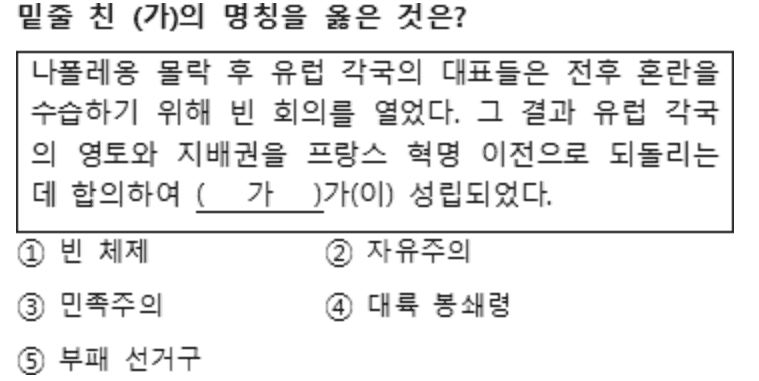 밑줄 친 (가)의 명칭을 옳은 것은?
나폴레옹 몰락 후 유럽 각국의 대표들은 전후 혼란을
수습하기 위해 빈 회의를 열었다. 그 결과 유럽 각국
의 영토와 지배권을 프랑스 혁명 이전으로 되돌리는
데 합의하여 ( 가 )가(이) 성립되었다.
① 빈 체제 ② 자유주의
③ 민족주의 ④ 대륙 봉쇄령
⑤ 부패 선거구